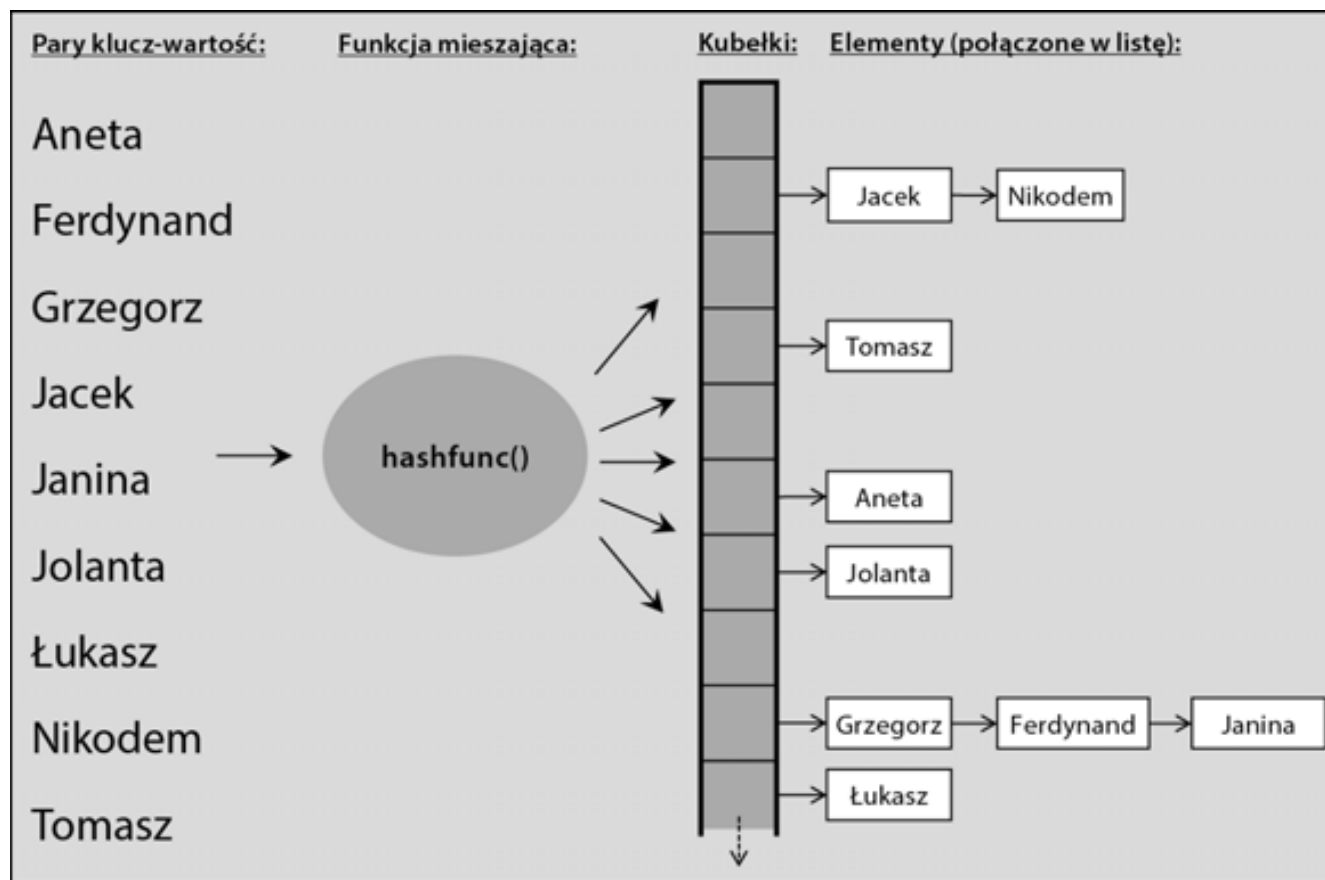 Pary klucz-wartość: Funkcja mieszająca: Kubełki: Elementy (połączone w listę):
Aneta
Jacek Nikodem
Ferdynand
Grzegorz
Tomasz
Jacek
hashfunc()
Janina
Aneta
Jolanta
Jolanta
Łukasz
Nikodem
Grzegorz Ferdynand Janina
Łukasz
Tomasz